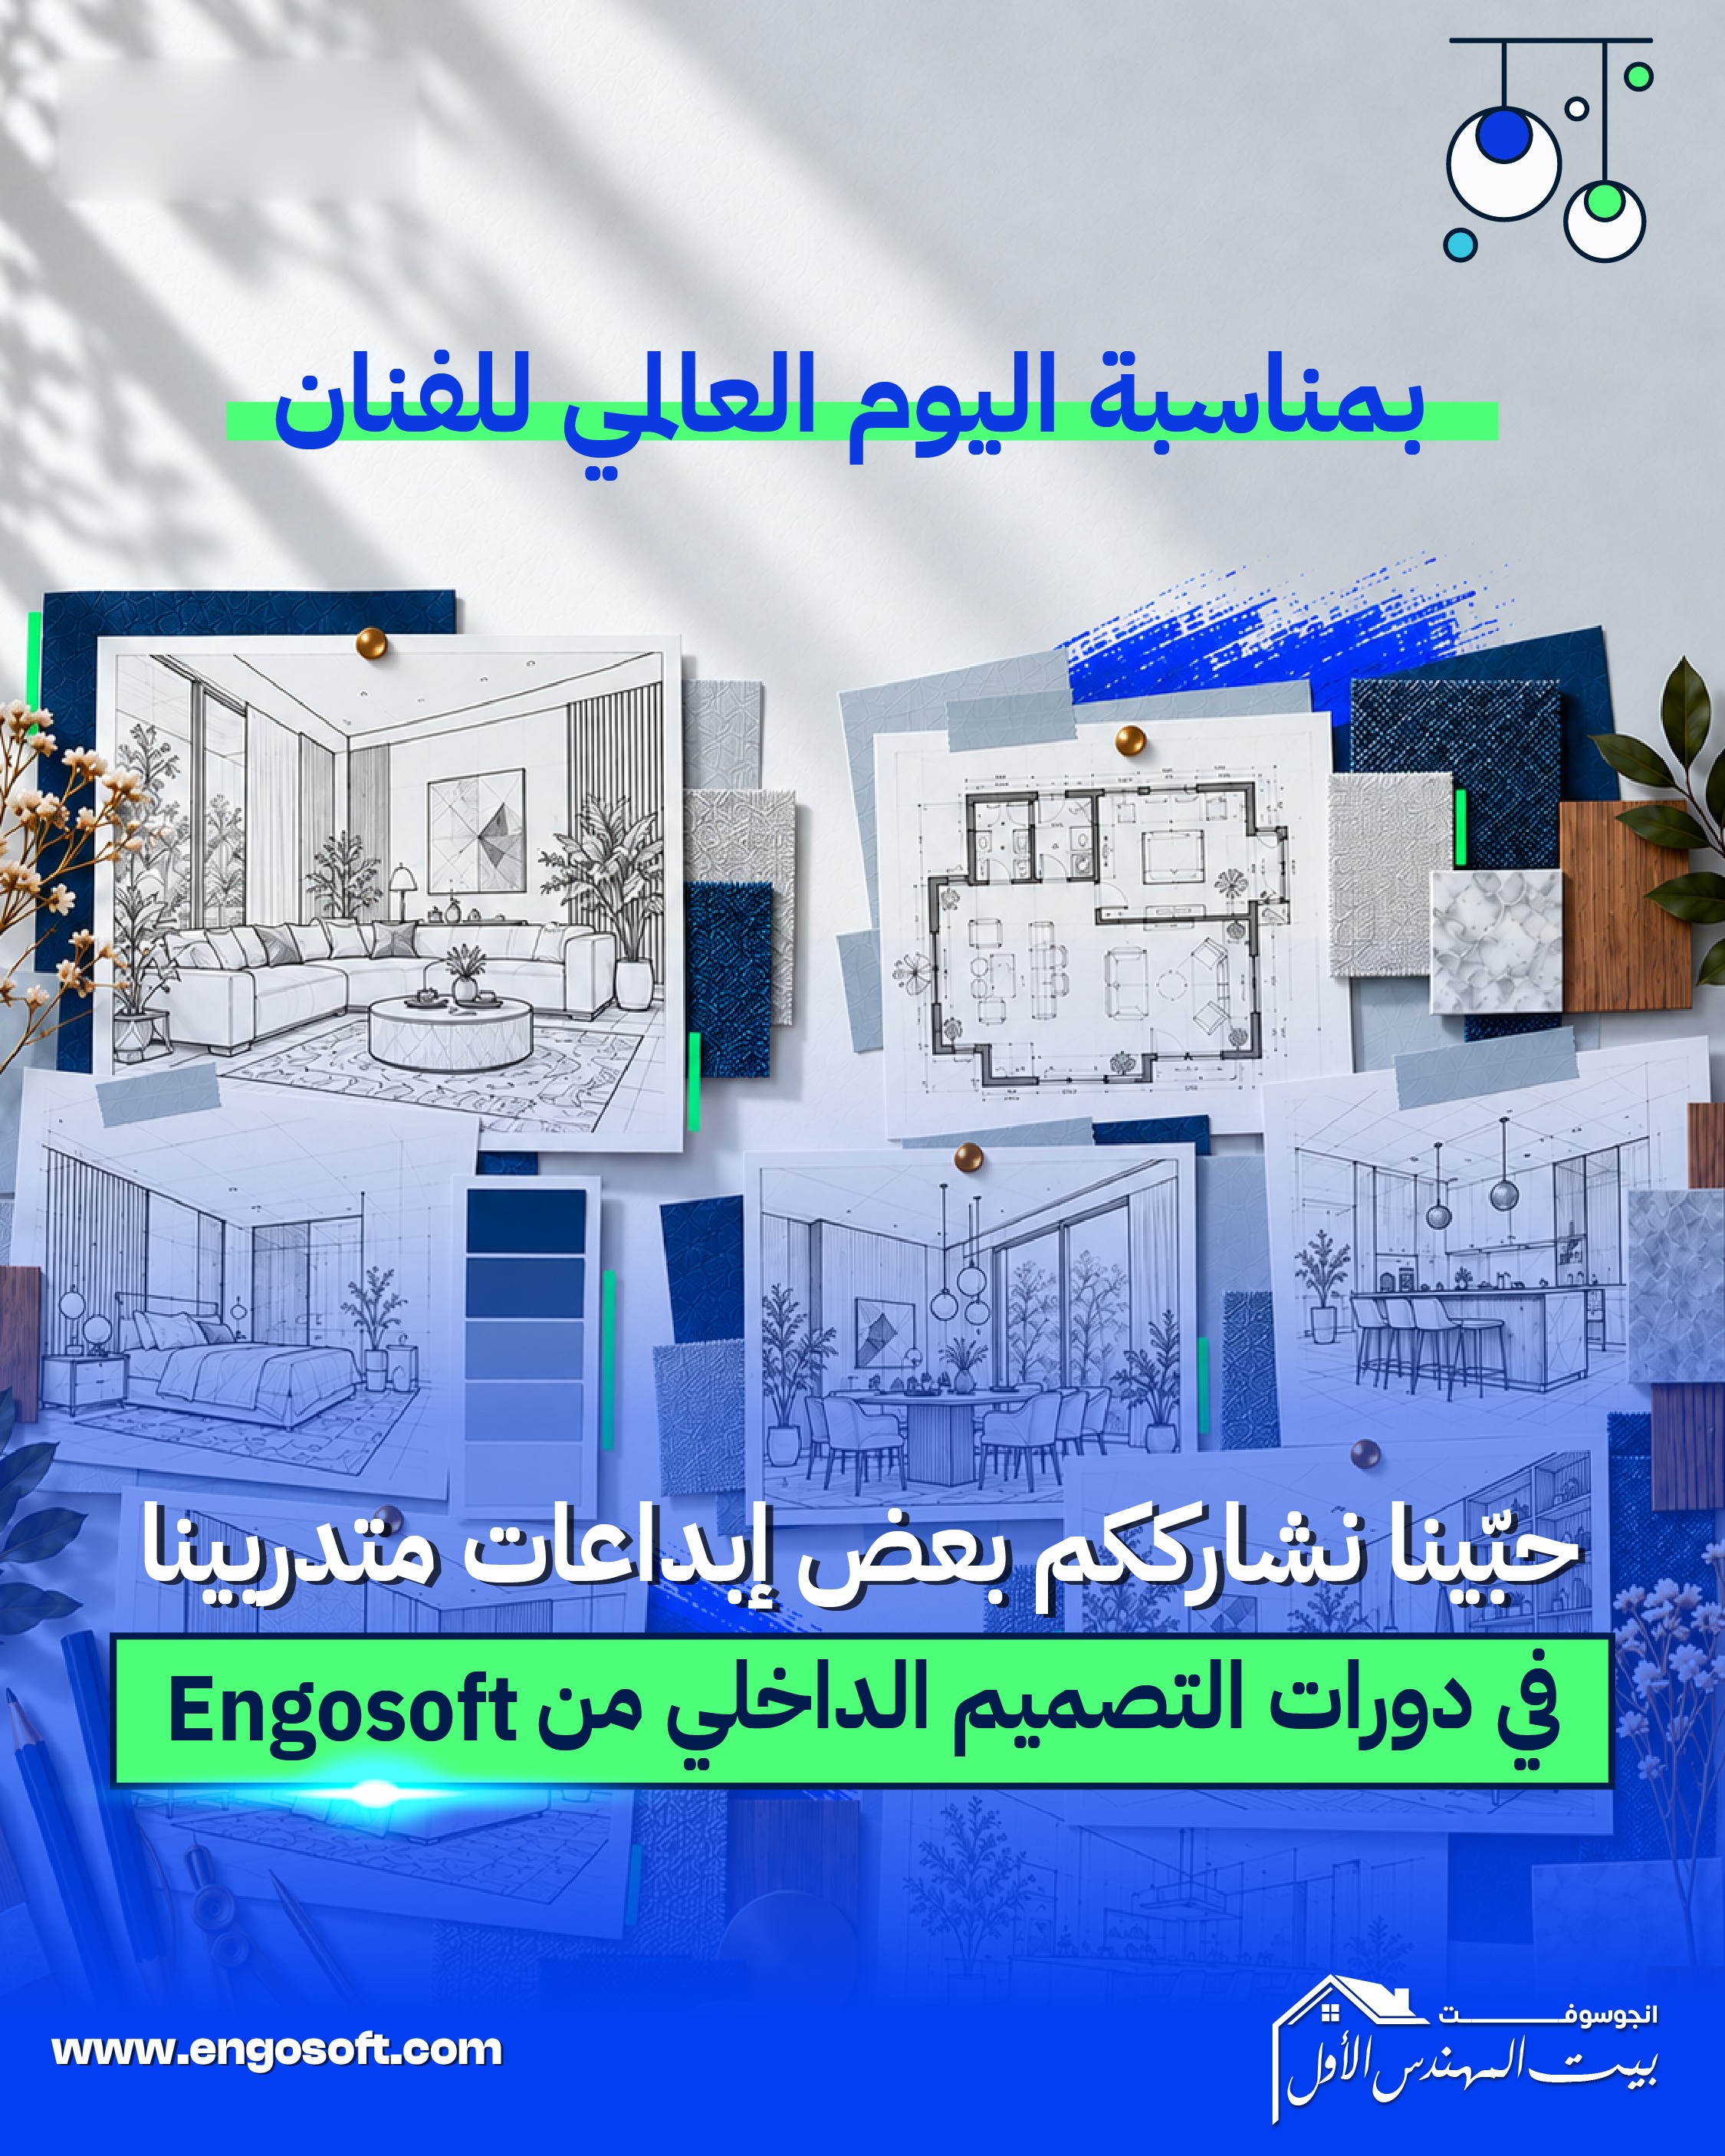 بمناسبة اليوم العالمي للفنان
حبّينا نشارككم بعض إبداعات متدربينا
في دورات التصميم الداخلي من Engosoft
www.engosoft.com
انجوسوفت
بيت المهندس الأول